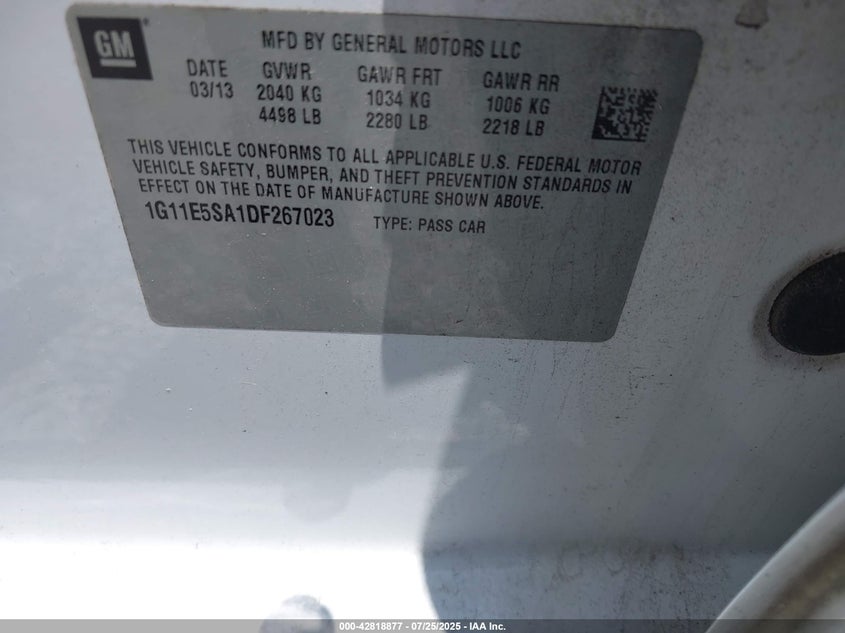 GM
MFD BY GENERAL MOTORS LLC
DATE GVWR GAWR FRT GAWR RR
03/13 2040 KG 1034 KG 1006 KG
4498 LB 2280 LB 2218 LB
THIS VEHICLE CONFORMS TO ALL APPLICABLE U.S. FEDERAL MOTOR
VEHICLE SAFETY, BUMPER, AND THEFT PREVENTION STANDARDS IN
EFFECT ON THE DATE OF MANUFACTURE SHOWN ABOVE.
1G11E5SA1DF267023 TYPE: PASS CAR
000-42818877 - 07/25/2025 - IAA Inc.